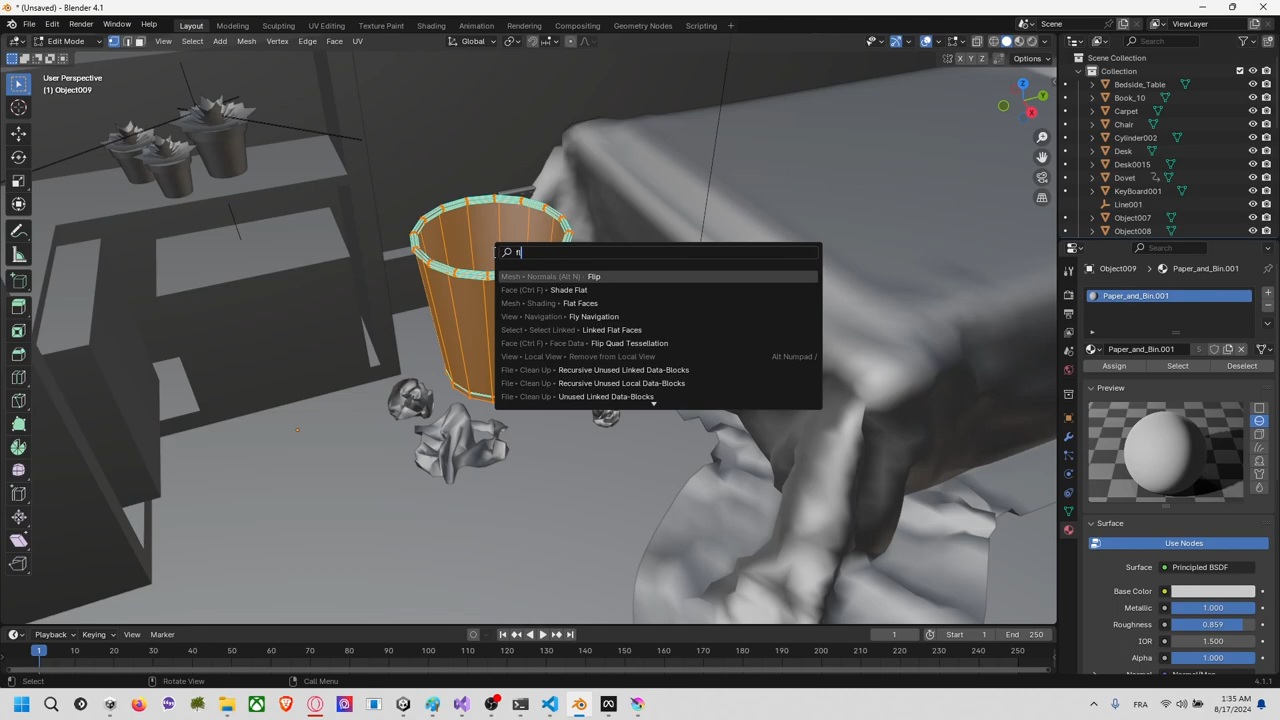 * (Unsaved) - Blender 4.1
File Edit Render Window Help Layout Modeling Sculpting UV Editing Texture Paint Shading Animation Rendering Compositing Geometry Nodes Scripting + Scene ViewLayer
Edit Mode View Select Add Mesh Vertex Edge Face UV Global Search
X Y Z Options
User Perspective
(1) Object009
Z
Y
X
fl
Mesh ▸ Normals (Alt N) ▸ Flip
Face (Ctrl F) ▸ Shade Flat
Mesh ▸ Shading ▸ Flat Faces
View ▸ Navigation ▸ Fly Navigation
Select ▸ Select Linked ▸ Linked Flat Faces
Face (Ctrl F) ▸ Face Data ▸ Flip Quad Tessellation
View ▸ Local View ▸ Remove from Local View Alt Numpad /
File ▸ Clean Up ▸ Recursive Unused Linked Data-Blocks
File ▸ Clean Up ▸ Recursive Unused Local Data-Blocks
File ▸ Clean Up ▸ Unused Linked Data-Blocks
Scene Collection
Collection
Bedside_Table
Book_10
Carpet
Chair
Cylinder002
Desk
Desk0015
Dovet
KeyBoard001
Line001
Object007
Object008
Search
Object009 Paper_and_Bin.001
Paper_and_Bin.001
Paper_and_Bin.001 5
Assign Select Deselect
Preview
Surface
Use Nodes
Surface Principled BSDF
Base Color
Metallic 1.000
Roughness 0.859
IOR 1.500
Alpha 1.000
Playback Keying View Marker 1 Start 1 End 250
1 10 20 30 40 50 60 70 80 90 100 110 120 130 140 150 160 170 180 190 200 210 220 230 240 250
Select Rotate View Call Menu 4.1.1
FRA 1:35 AM
8/17/2024